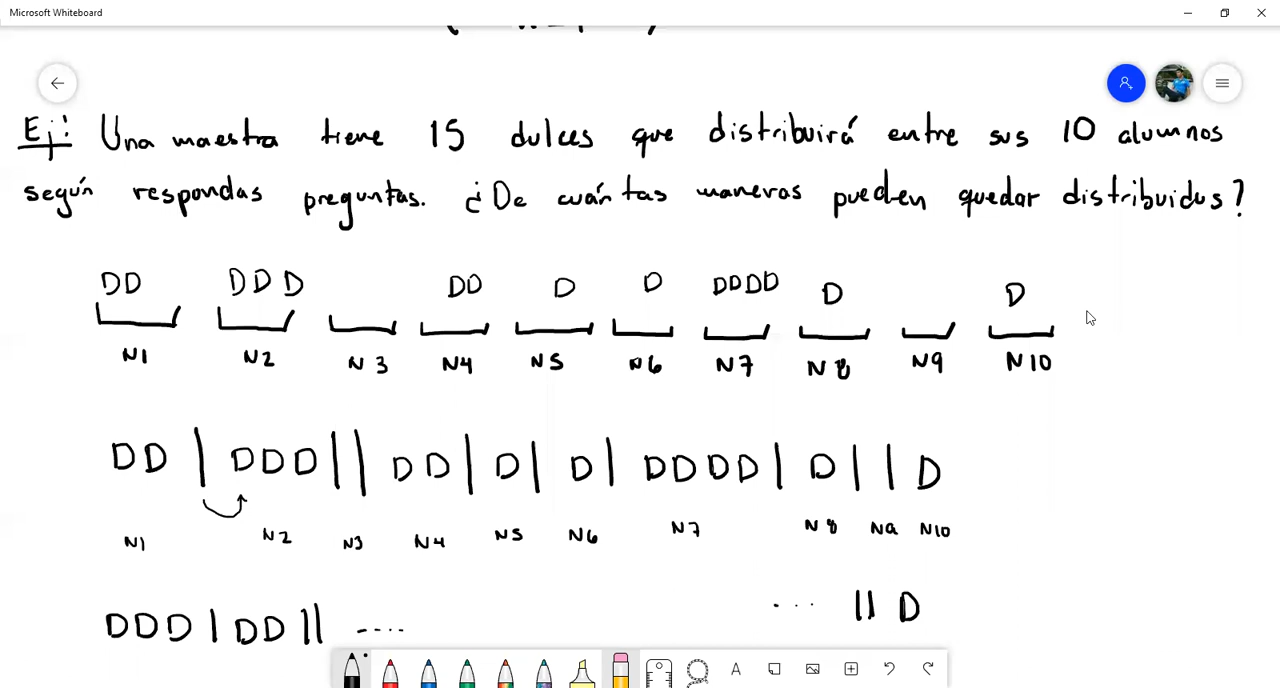 Microsoft Whiteboard
Ej: Una maestra tiene 15 dulces que distribuirá entre sus 10 alumnos
según respondas preguntas. ¿De cuántas maneras pueden quedar distribuidos?
DD DDD DD D D DDDD D D
N1 N2 N3 N4 N5 N6 N7 N8 N9 N10
DD | DDD || DD | D | D | DDDD | D | | D
N1 N2 N3 N4 N5 N6 N7 N8 N9 N10
DDD | DD || .... ... || D
A